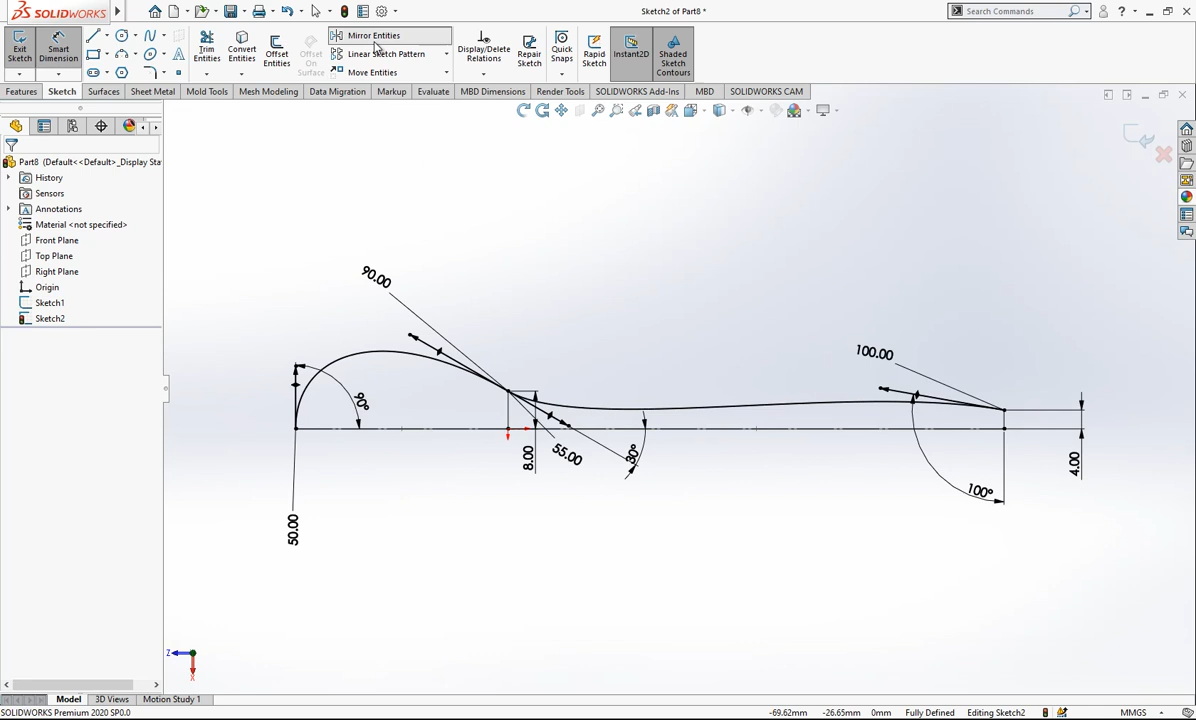 SOLIDWORKS
Sketch2 of Part8 *
Search Commands
Exit Sketch
Smart Dimension
Trim Entities
Convert Entities
Offset Entities
Offset On Surface
Mirror Entities
Linear Sketch Pattern
Move Entities
Display/Delete Relations
Repair Sketch
Quick Snaps
Rapid Sketch
Instant2D
Shaded Sketch Contours
Features
Sketch
Surfaces
Sheet Metal
Mold Tools
Mesh Modeling
Data Migration
Markup
Evaluate
MBD Dimensions
Render Tools
SOLIDWORKS Add-Ins
MBD
SOLIDWORKS CAM
Part8 (Default<<Default>_Display Sta
History
Sensors
Annotations
Material <not specified>
Front Plane
Top Plane
Right Plane
Origin
Sketch1
Sketch2
90.00
100.00
90°
8.00
55.00
30°
4.00
100°
50.00
Z
X
Model
3D Views
Motion Study 1
SOLIDWORKS Premium 2020 SP0.0
-69.62mm
-26.65mm
0mm
Fully Defined
Editing Sketch2
MMGS